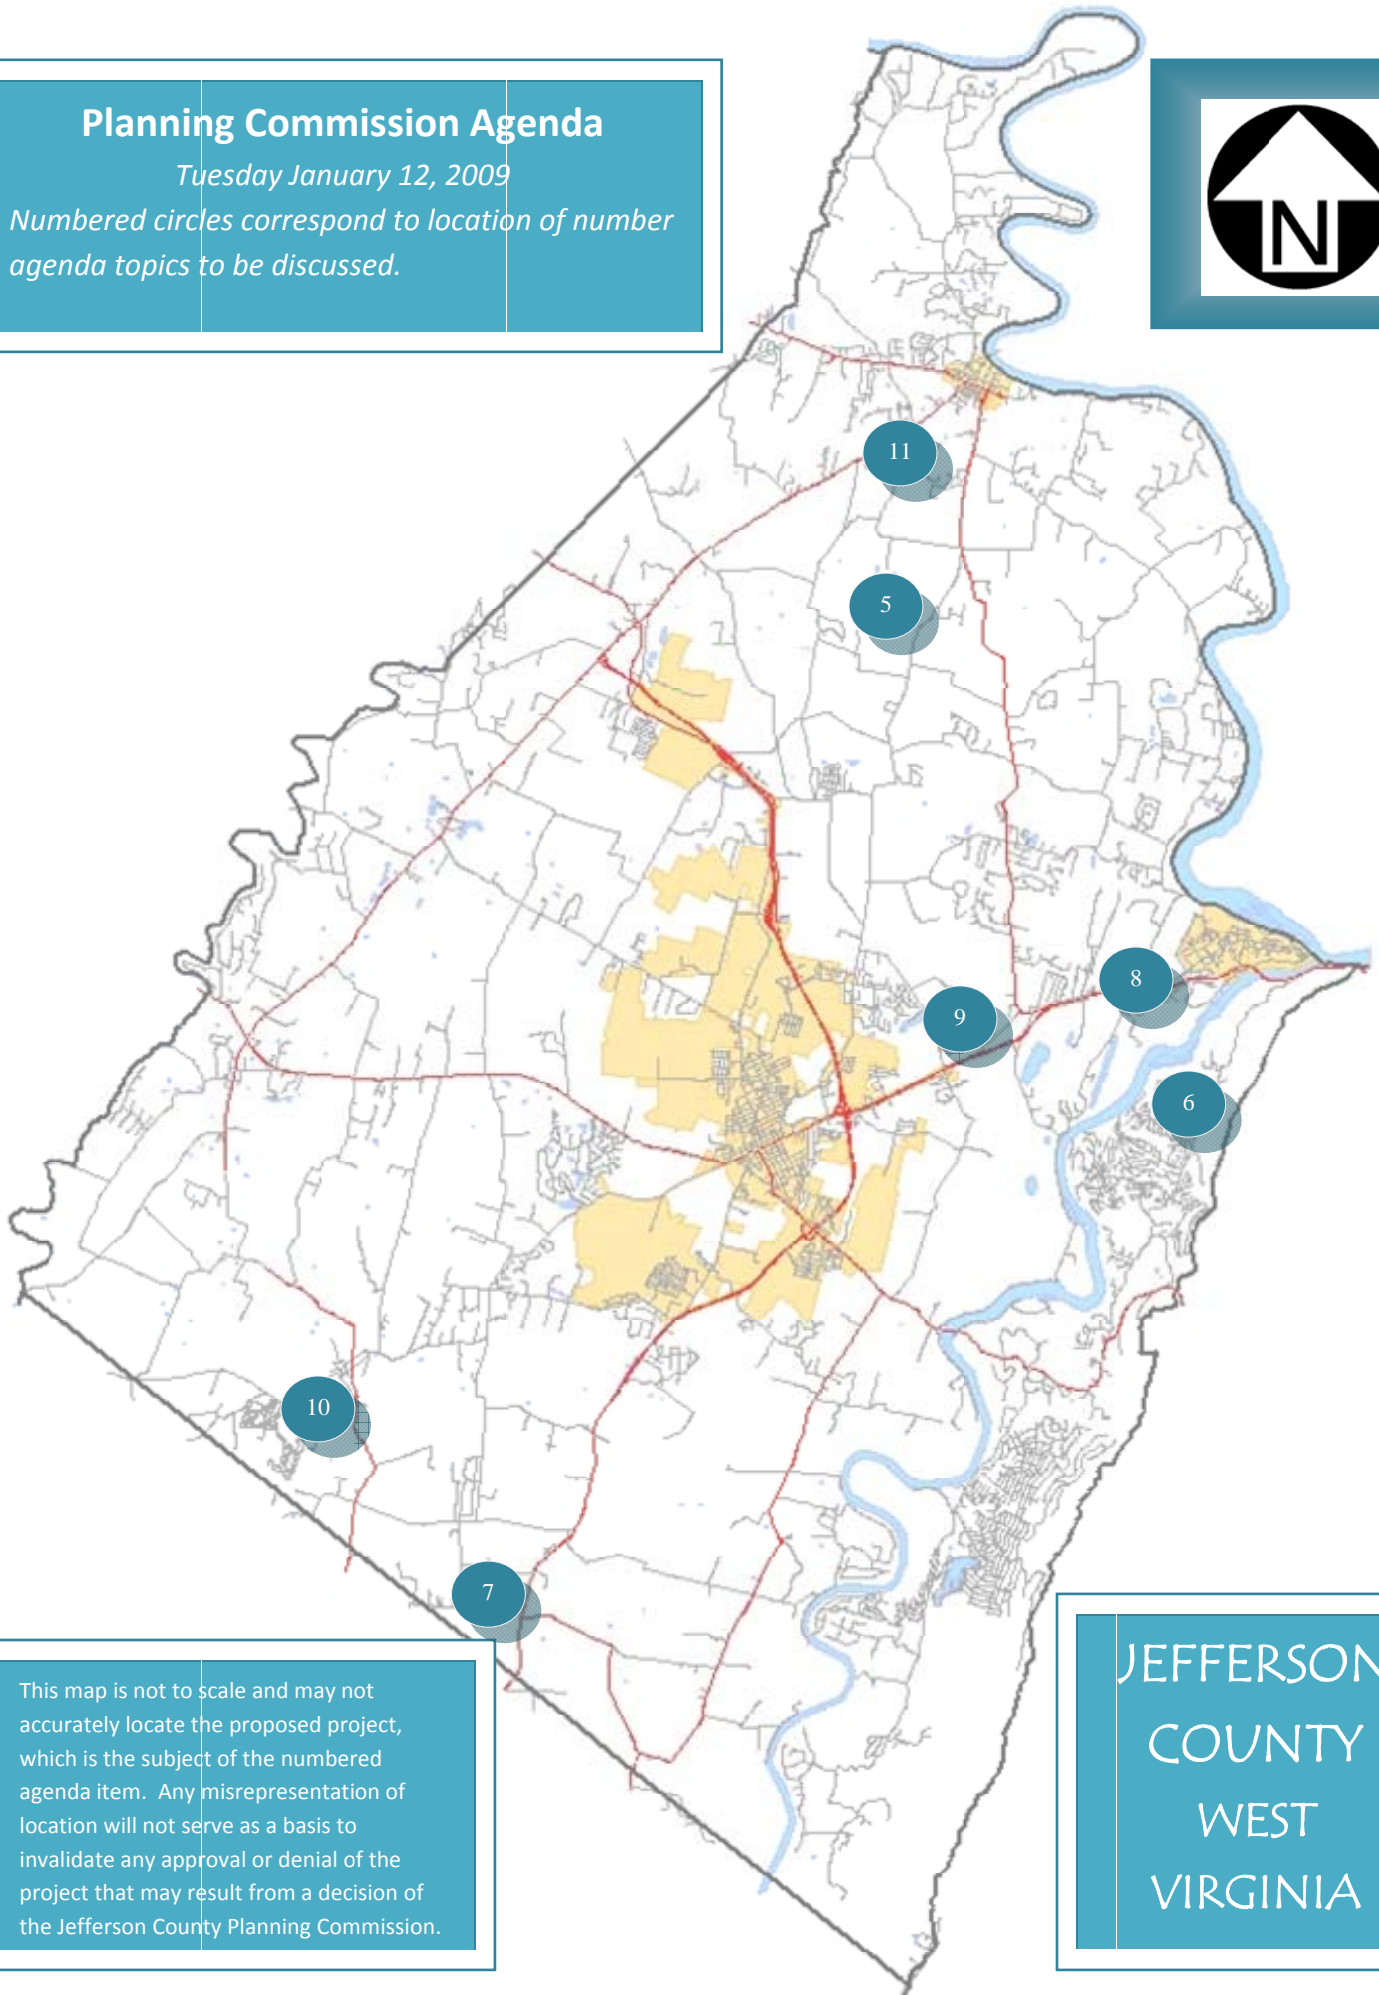 Planning Commission Agenda
Tuesday January 12, 2009
Numbered circles correspond to location of number
agenda topics to be discussed.
N
11
5
8
9
6
10
7
This map is not to scale and may not
accurately locate the proposed project,
which is the subject of the numbered
agenda item.  Any misrepresentation of
location will not serve as a basis to
invalidate any approval or denial of the
project that may result from a decision of
the Jefferson County Planning Commission.
JEFFERSON
COUNTY
WEST
VIRGINIA